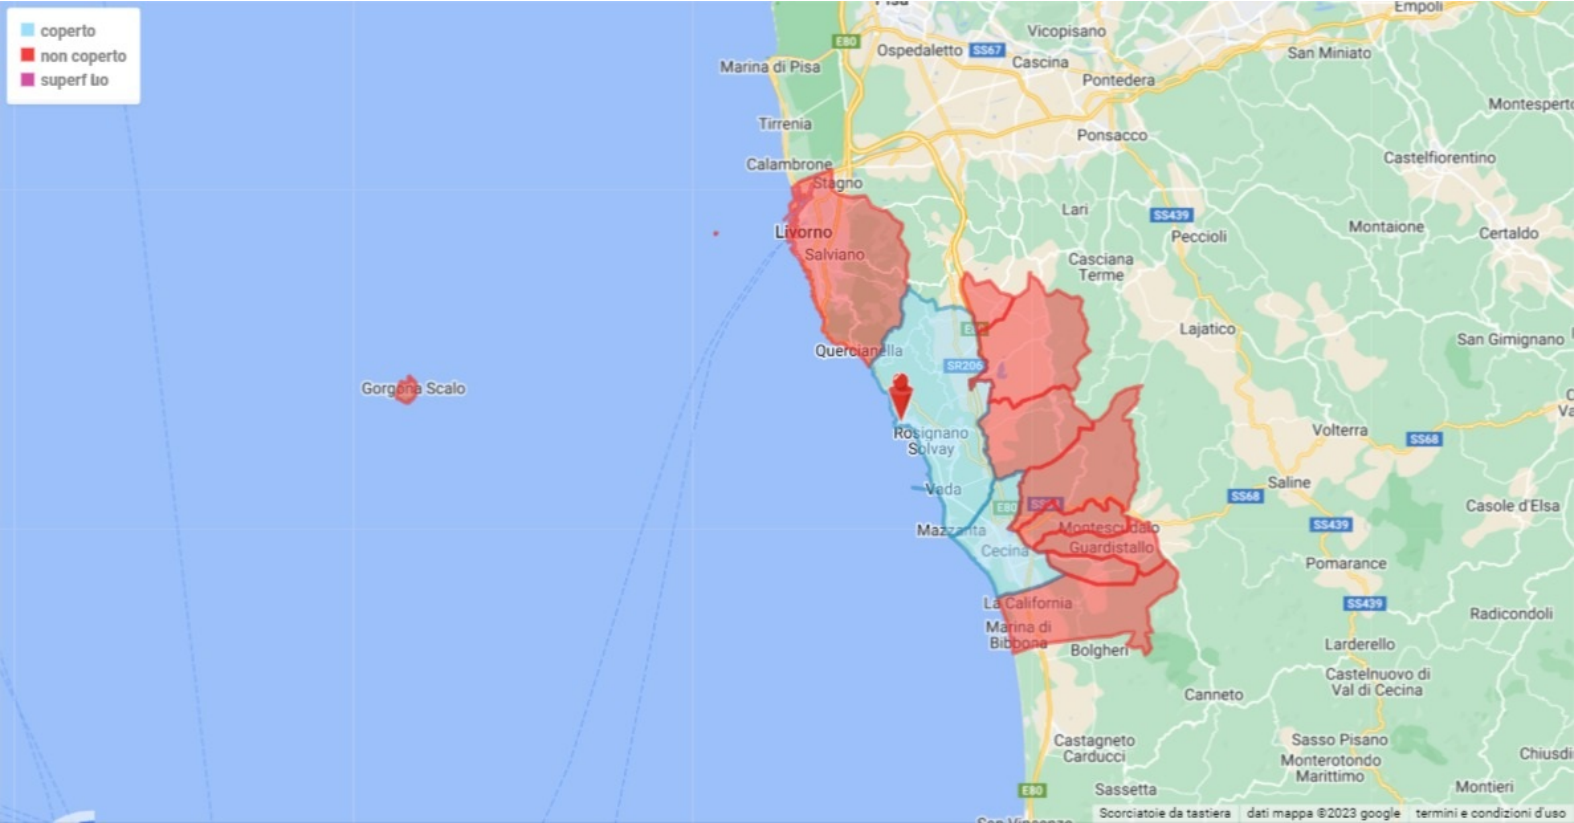 coperto
non coperto
superfluo
Empoli
Vicopisano
E80
Ospedaletto
SS67
San Miniato
Cascina
Marina di Pisa
Pontedera
Montesperto
Tirrenia
Ponsacco
Calambrone
Castelfiorentino
Stagno
Lari
SS439
Livorno
Montaione
Peccioli
Certaldo
Salviano
Casciana
Terme
Lajatico
San Gimignano
Quercianella
SR206
Gorgona Scalo
Rosignano
Solvay
Volterra
SS68
Vada
Saline
SS68
E80
Casole d'Elsa
Mazzanta
Montescudaio
SS439
Cecina
Guardistallo
Pomarance
La California
SS439
Radicondoli
Marina di
Bibbona
Bolgheri
Larderello
Castelnuovo di
Val di Cecina
Canneto
Castagneto
Carducci
Sasso Pisano
Monterotondo
Marittimo
Chiusdi
E80
Sassetta
Montieri
Scorciatoie da tastiera
dati mappa ©2023 google
termini e condizioni d'uso